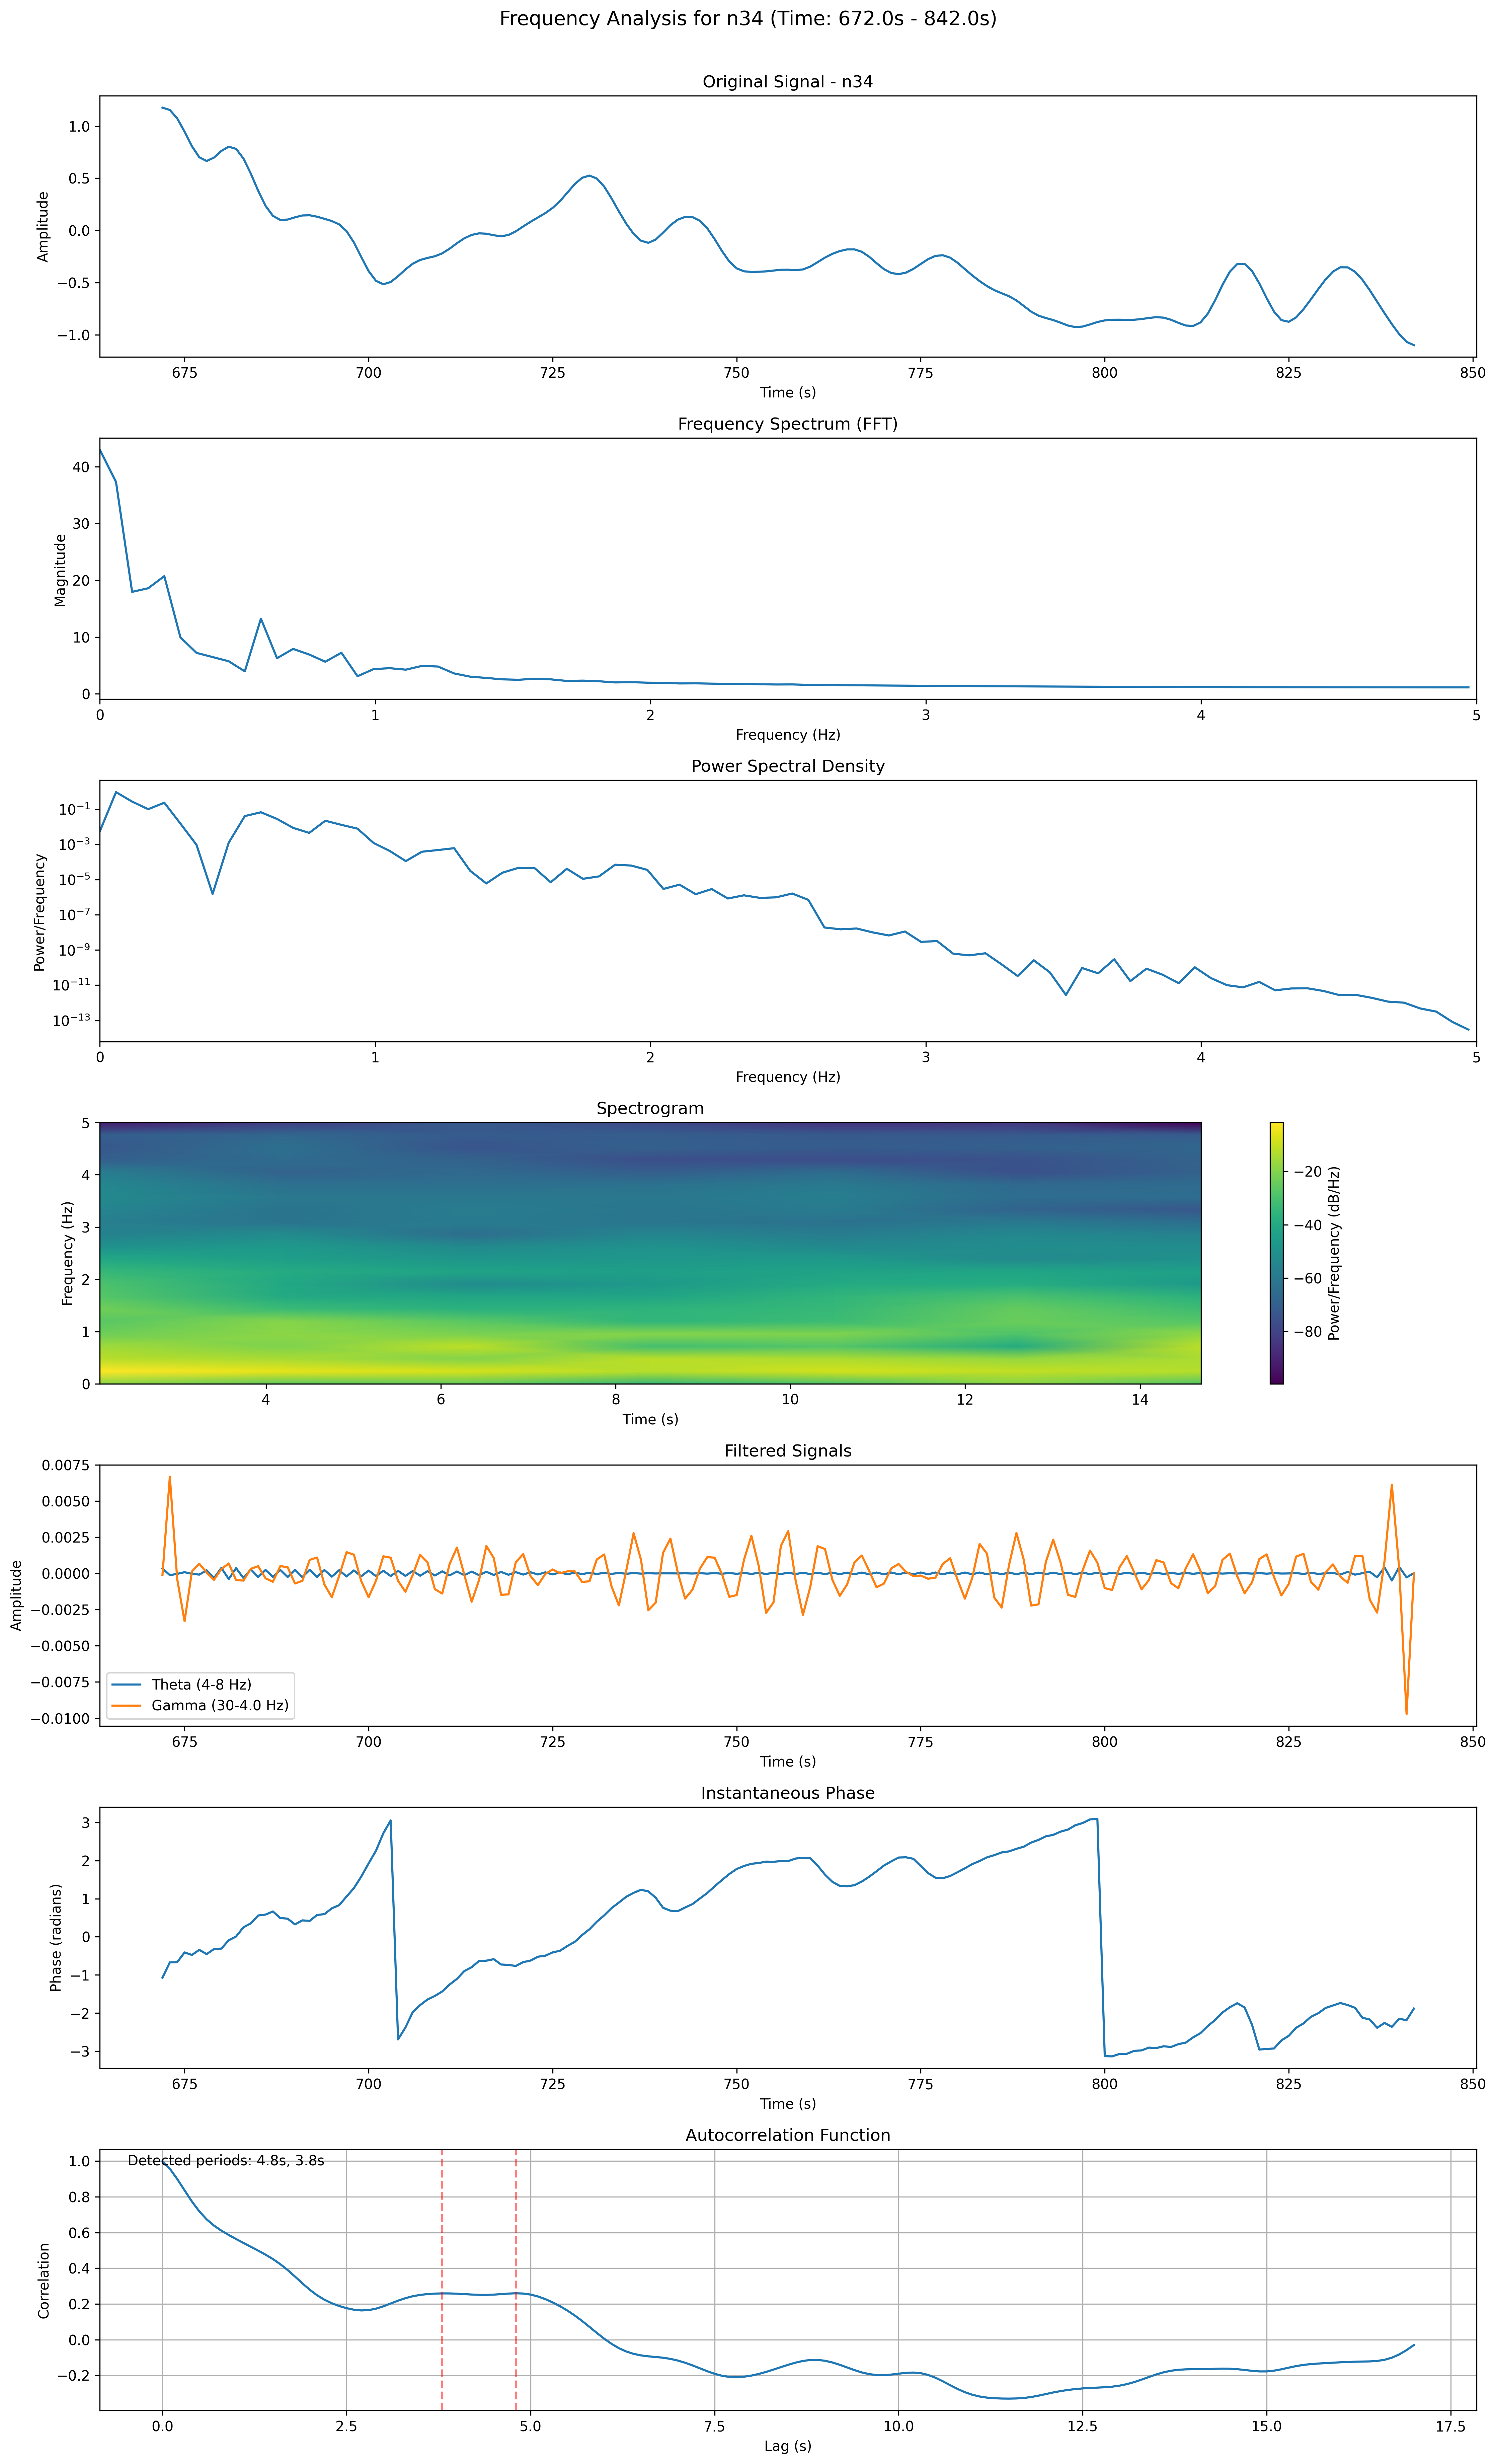 Frequency Analysis for n34 (Time: 672.0s - 842.0s)
Original Signal - n34
Amplitude
1.0
0.5
0.0
−0.5
−1.0
675 700 725 750 775 800 825 850
Time (s)
Frequency Spectrum (FFT)
Magnitude
40
30
20
10
0
0 1 2 3 4 5
Frequency (Hz)
Power Spectral Density
Power/Frequency
10⁻¹
10⁻³
10⁻⁵
10⁻⁷
10⁻⁹
10⁻¹¹
10⁻¹³
0 1 2 3 4 5
Frequency (Hz)
Spectrogram
Frequency (Hz)
5
4
3
2
1
0
4 6 8 10 12 14
Time (s)
−20
−40
−60
−80
Power/Frequency (dB/Hz)
Filtered Signals
Amplitude
0.0075
0.0050
0.0025
0.0000
−0.0025
−0.0050
−0.0075
−0.0100
Theta (4-8 Hz)
Gamma (30-4.0 Hz)
675 700 725 750 775 800 825 850
Time (s)
Instantaneous Phase
Phase (radians)
3
2
1
0
−1
−2
−3
675 700 725 750 775 800 825 850
Time (s)
Autocorrelation Function
Detected periods: 4.8s, 3.8s
Correlation
1.0
0.8
0.6
0.4
0.2
0.0
−0.2
0.0 2.5 5.0 7.5 10.0 12.5 15.0 17.5
Lag (s)